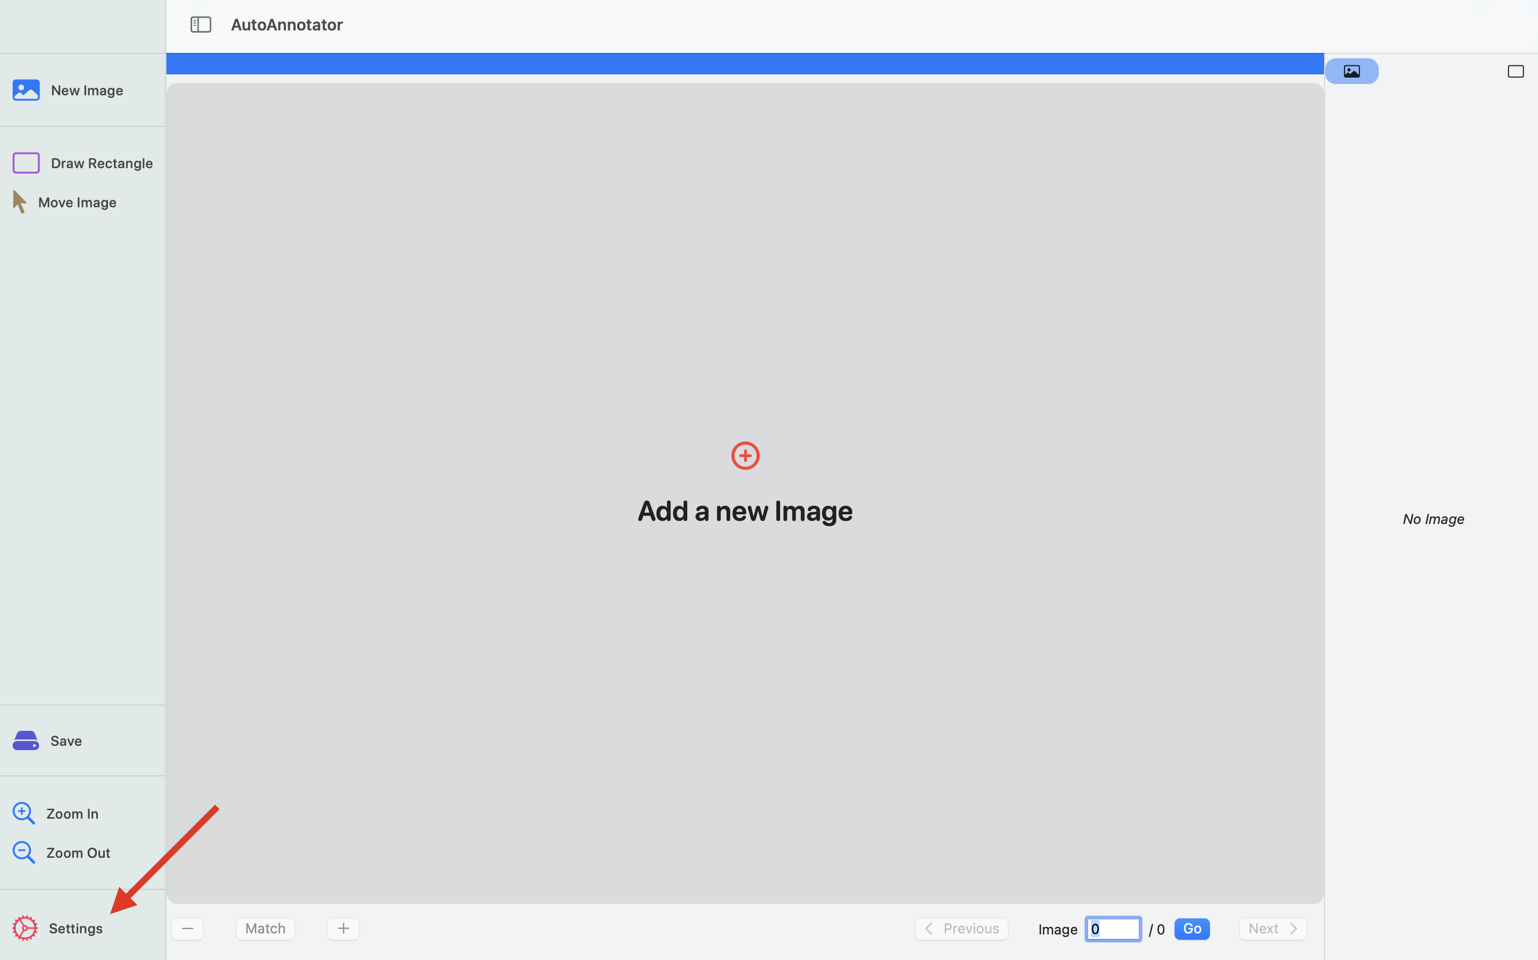 AutoAnnotator
New Image
Draw Rectangle
Move Image
Add a new Image
No Image
Save
Zoom In
Zoom Out
Settings
Match
Previous
Image 0 / 0 Go
Next